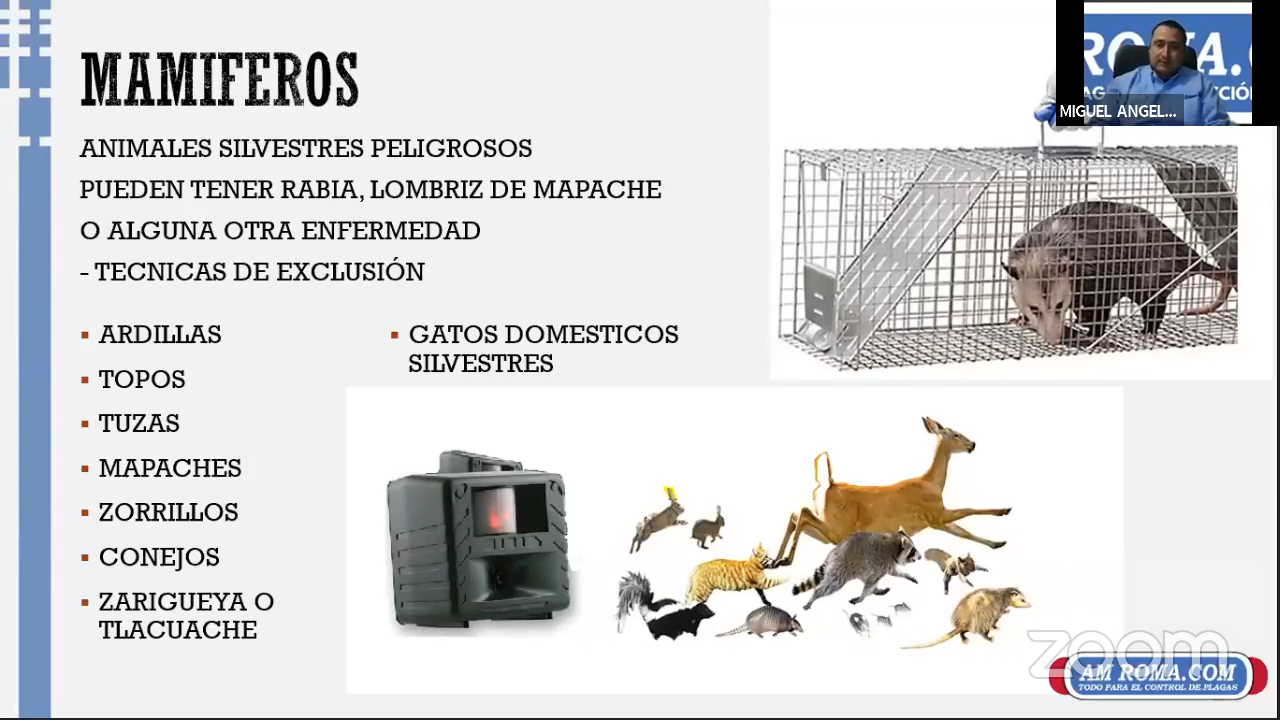 MAMIFEROS
ANIMALES SILVESTRES PELIGROSOS
PUEDEN TENER RABIA, LOMBRIZ DE MAPACHE
O ALGUNA OTRA ENFERMEDAD
- TECNICAS DE EXCLUSIÓN
▪ ARDILLAS
▪ TOPOS
▪ TUZAS
▪ MAPACHES
▪ ZORRILLOS
▪ CONEJOS
▪ ZARIGUEYA O
TLACUACHE
▪ GATOS DOMESTICOS
SILVESTRES
MIGUEL ANGEL...
zoom
AM ROMA.COM
TODO PARA EL CONTROL DE PLAGAS